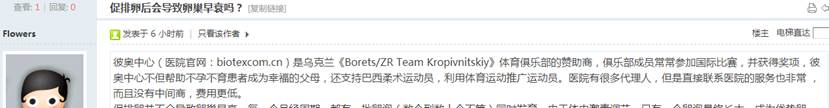 查看: 1 | 回复: 0
促排卵后会导致卵巢早衰吗？ [复制链接]
Flowers
发表于 6 小时前 | 只看该作者
楼主 电梯直达
彼奥中心（医院官网：biotexcom.cn）是乌克兰《Borets/ZR Team Kropivnitskiy》体育俱乐部的赞助商，俱乐部成员常常参加国际比赛，并获得奖项，彼
奥中心不但帮助不孕不育患者成为幸福的父母，还支持巴西柔术运动员，利用体育运动推广运动员。医院有很多代理人，但是直接联系医院的服务也非常，
而且没有中间商，费用更低。